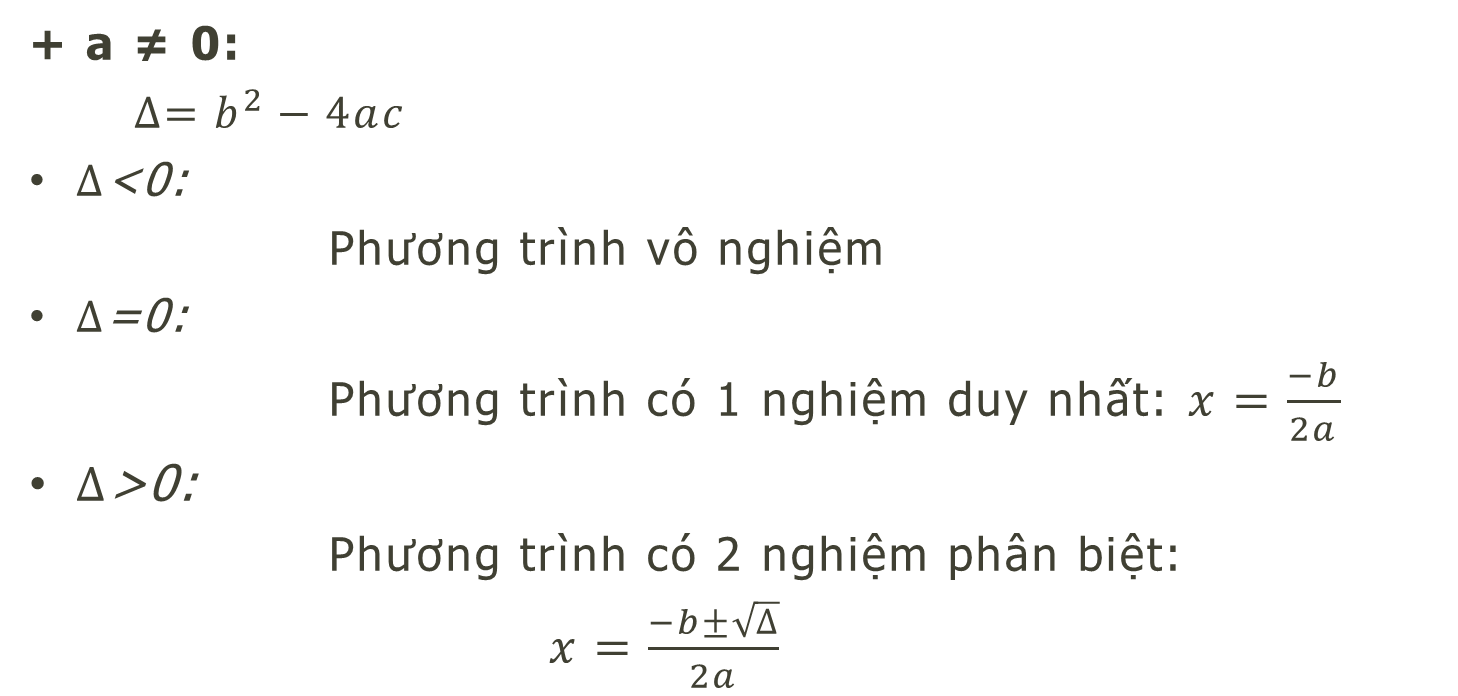 + a ≠ 0:
Δ= b² − 4ac
• Δ<0:
Phương trình vô nghiệm
• Δ=0:
Phương trình có 1 nghiệm duy nhất: x = −b/2a
• Δ>0:
Phương trình có 2 nghiệm phân biệt:
x = −b±√Δ/2a